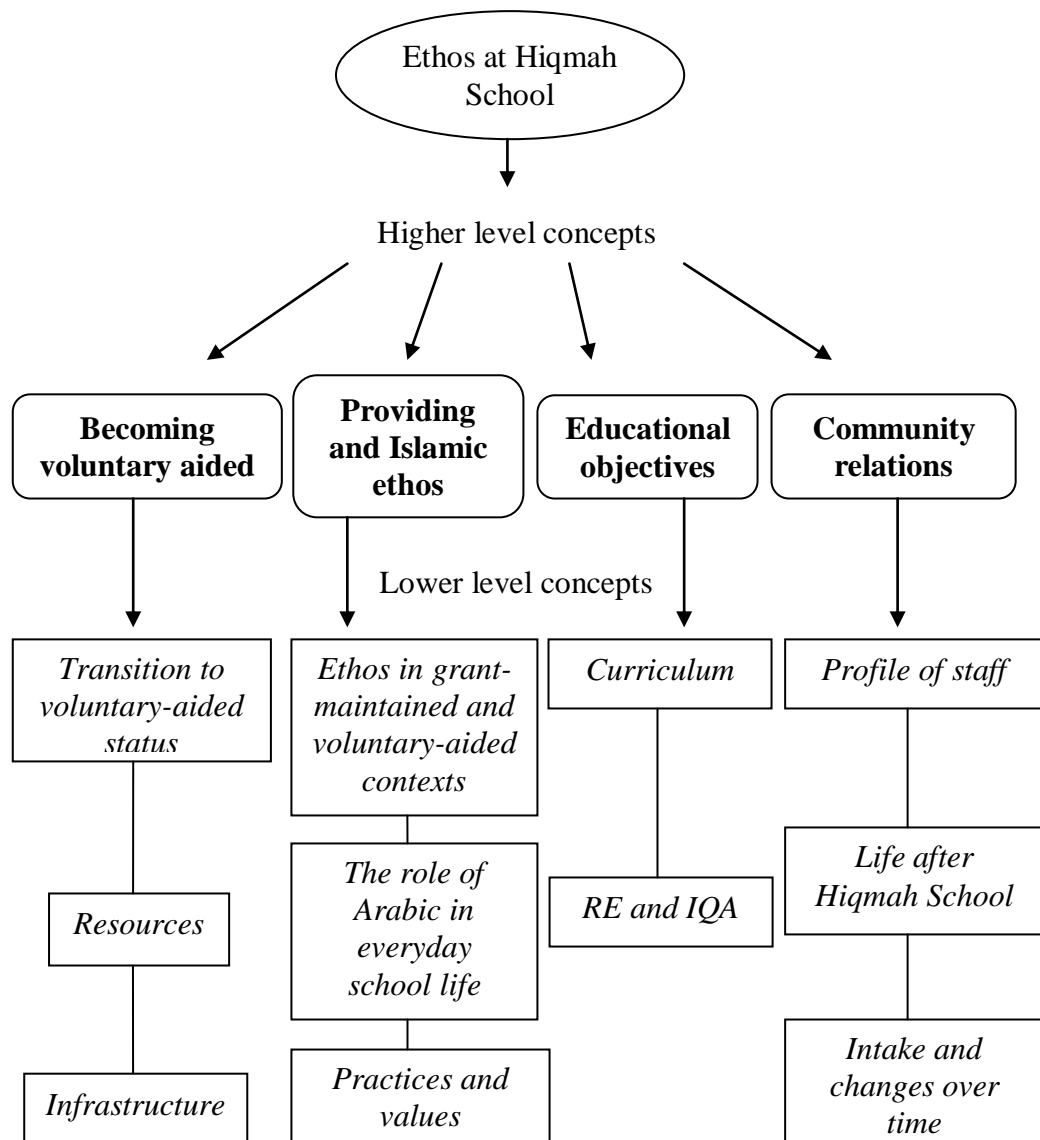 Ethos at Hiqmah
School
Higher level concepts
Becoming
voluntary aided
Providing
and Islamic
ethos
Educational
objectives
Community
relations
Lower level concepts
Transition to
voluntary-aided
status
Resources
Infrastructure
Ethos in grant-
maintained and
voluntary-aided
contexts
The role of
Arabic in
everyday
school life
Practices and
values
Curriculum
RE and IQA
Profile of staff
Life after
Hiqmah School
Intake and
changes over
time